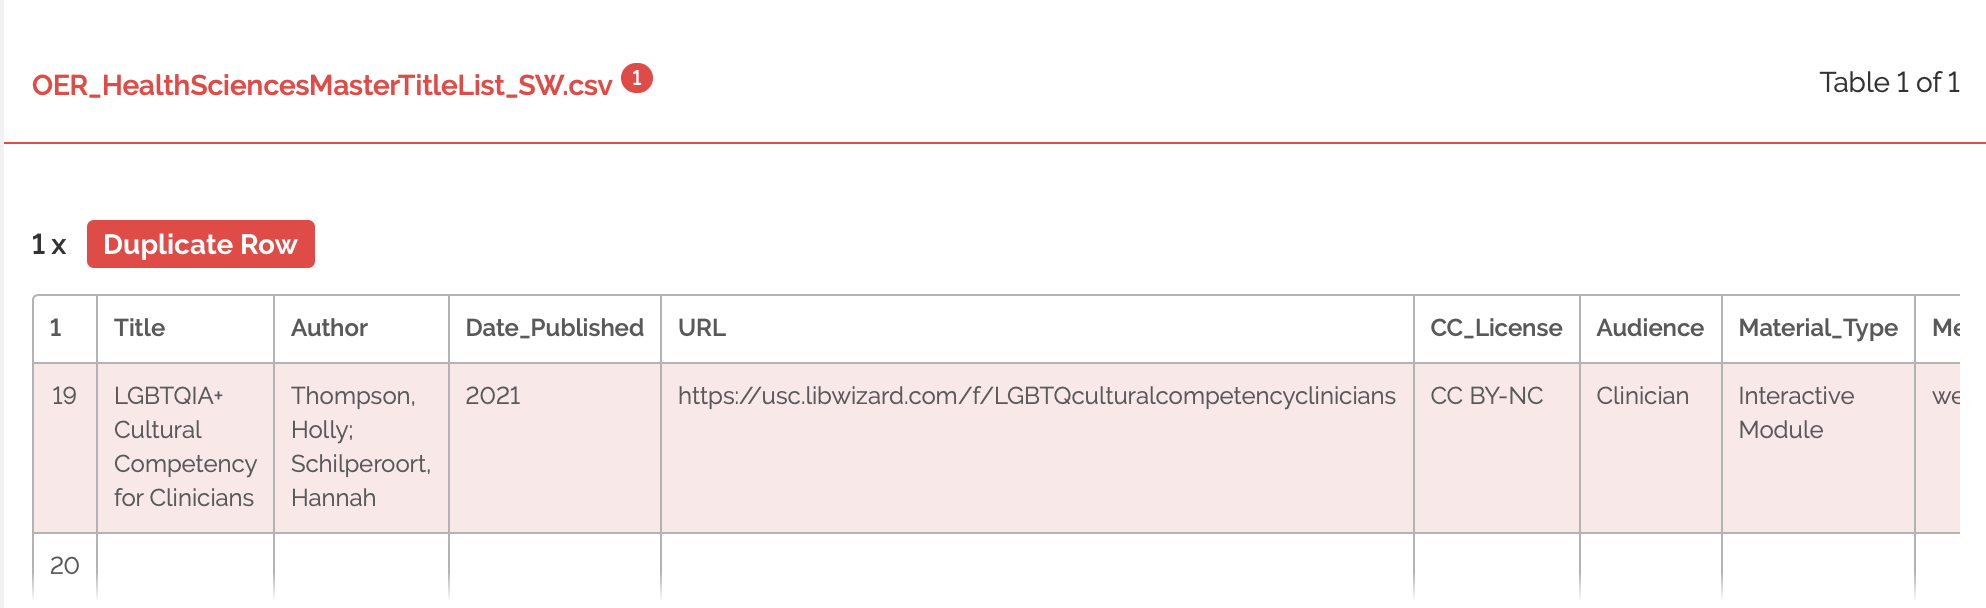 OER_HealthSciencesMasterTitleList_SW.csv 1
Table 1 of 1
1 x Duplicate Row
1 Title Author Date_Published URL CC_License Audience Material_Type Me
19 LGBTQIA+ Thompson, 2021 https://usc.libwizard.com/f/LGBTQculturalcompetencyclinicians CC BY-NC Clinician Interactive we
Cultural Holly; Module
Competency Schilperoort,
for Clinicians Hannah
20